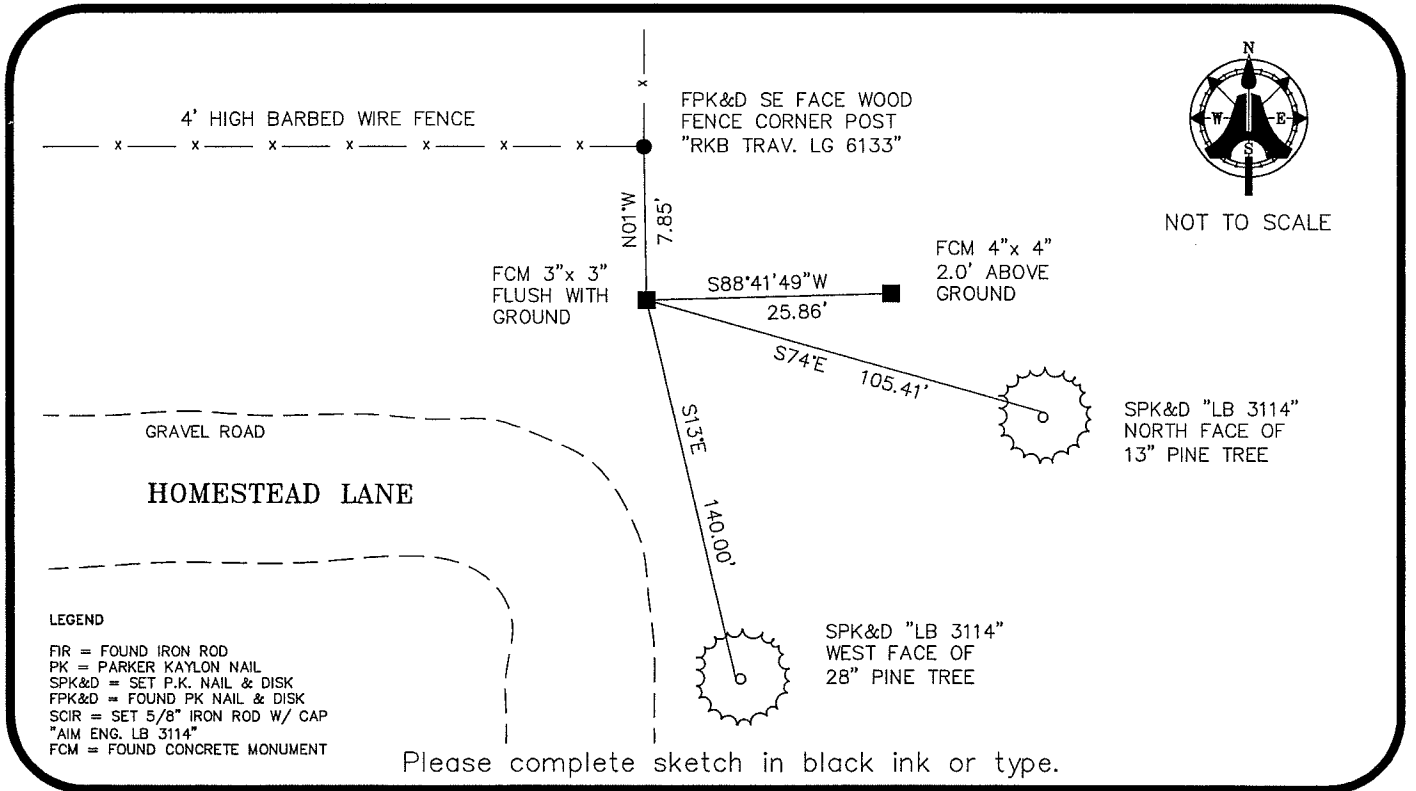 4' HIGH BARBED WIRE FENCE
x x x x x x x
x
FPK&D SE FACE WOOD
FENCE CORNER POST
"RKB TRAV. LG 6133"
N
W E
S
NOT TO SCALE
N01°W
7.85'
FCM 3"x 3"
FLUSH WITH
GROUND
S88°41'49"W
25.86'
FCM 4"x 4"
2.0' ABOVE
GROUND
S74°E 105.41'
SPK&D "LB 3114"
NORTH FACE OF
13" PINE TREE
GRAVEL ROAD
HOMESTEAD LANE
S13°E 140.00'
SPK&D "LB 3114"
WEST FACE OF
28" PINE TREE
LEGEND
FIR = FOUND IRON ROD
PK = PARKER KAYLON NAIL
SPK&D = SET P.K. NAIL & DISK
FPK&D = FOUND PK NAIL & DISK
SCIR = SET 5/8" IRON ROD W/ CAP
"AIM ENG. LB 3114"
FCM = FOUND CONCRETE MONUMENT
Please complete sketch in black ink or type.